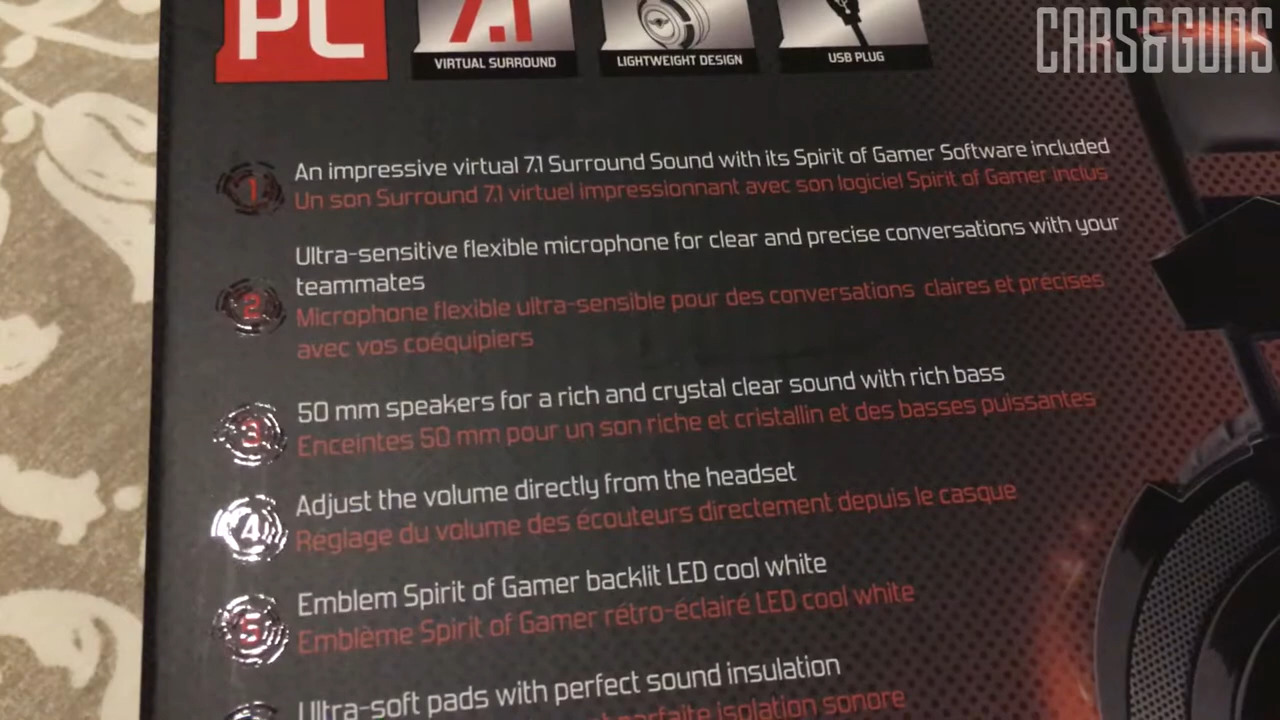 CARS&GUNS
PC
7.1
VIRTUAL SURROUND
LIGHTWEIGHT DESIGN
USB PLUG
1
An impressive virtual 7.1 Surround Sound with its Spirit of Gamer Software included
Un son Surround 7.1 virtuel impressionnant avec son logiciel Spirit of Gamer inclus
2
Ultra-sensitive flexible microphone for clear and precise conversations with your
teammates
Microphone flexible ultra-sensible pour des conversations claires et précises
avec vos coéquipiers
3
50 mm speakers for a rich and crystal clear sound with rich bass
Enceintes 50 mm pour un son riche et cristallin et des basses puissantes
4
Adjust the volume directly from the headset
Réglage du volume des écouteurs directement depuis le casque
5
Emblem Spirit of Gamer backlit LED cool white
Emblème Spirit of Gamer rétro-éclairé LED cool white
Ultra-soft pads with perfect sound insulation
parfaite isolation sonore